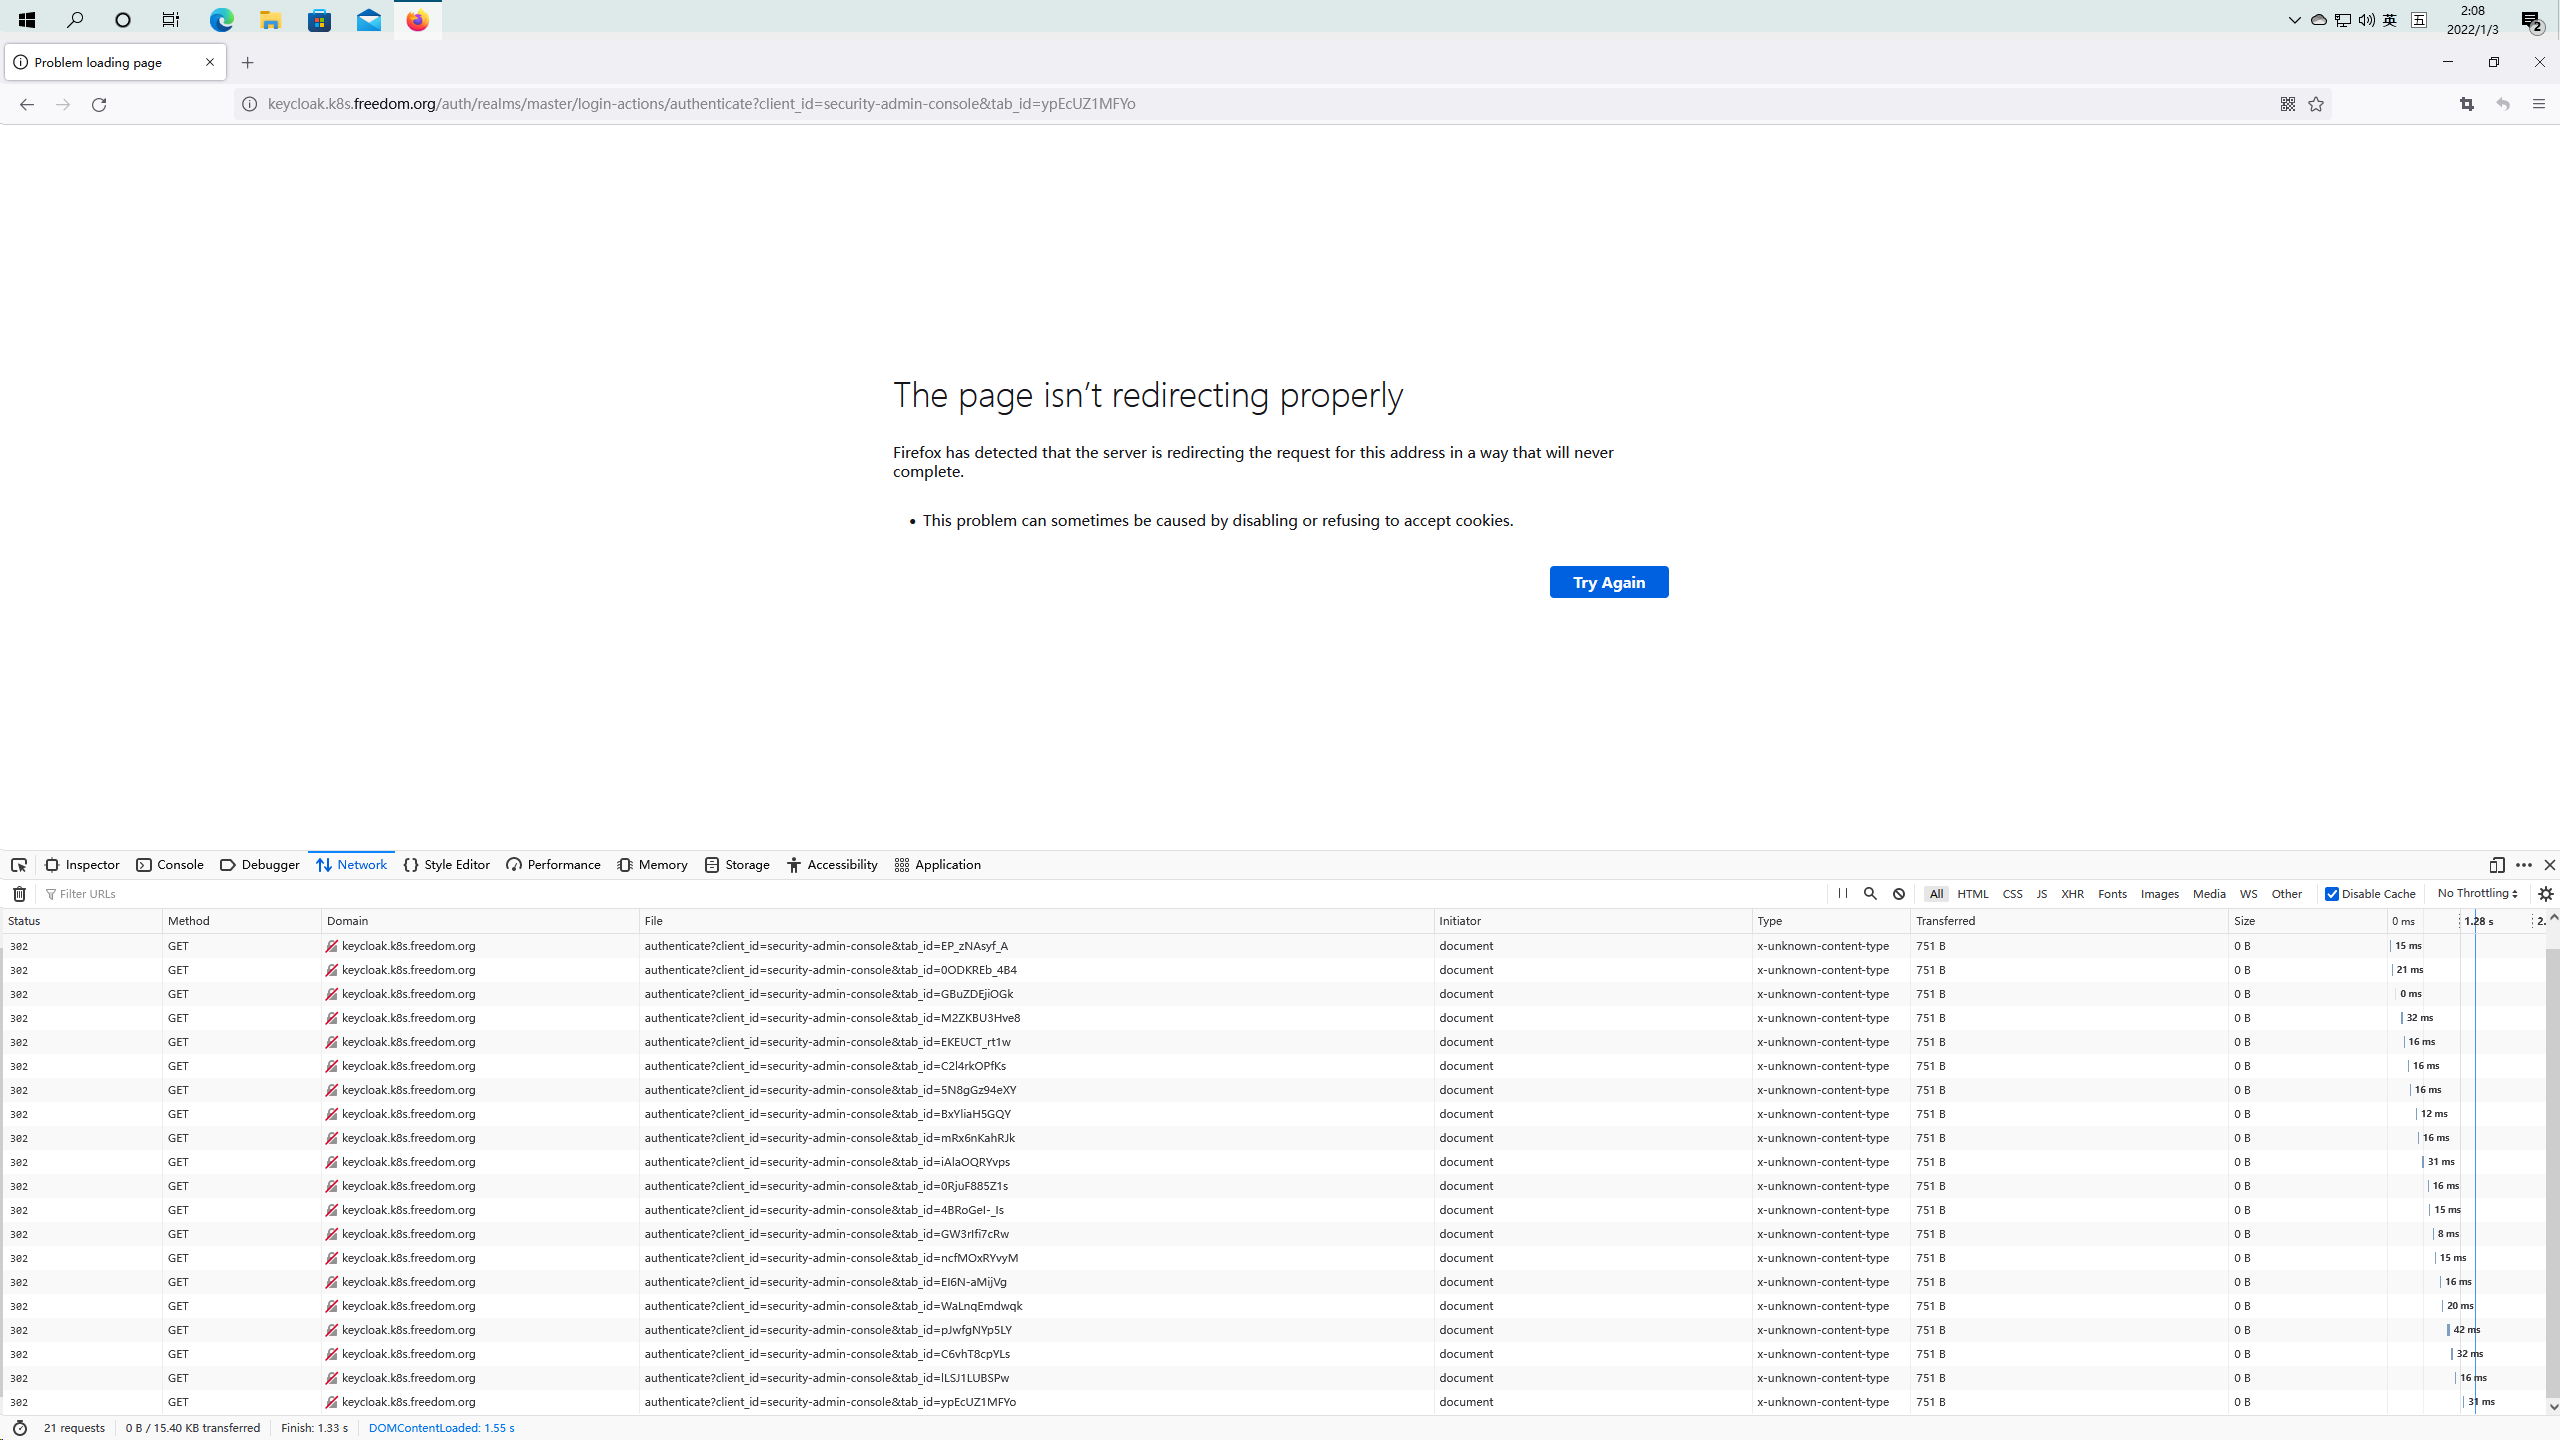 英 五 2:08
2022/1/3 2
Problem loading page
keycloak.k8s.freedom.org/auth/realms/master/login-actions/authenticate?client_id=security-admin-console&tab_id=ypEcUZ1MFYo
The page isn’t redirecting properly
Firefox has detected that the server is redirecting the request for this address in a way that will never
complete.
• This problem can sometimes be caused by disabling or refusing to accept cookies.
Try Again
Inspector Console Debugger Network Style Editor Performance Memory Storage Accessibility Application
Filter URLs All HTML CSS JS XHR Fonts Images Media WS Other Disable Cache No Throttling
Status Method Domain File Initiator Type Transferred Size 0 ms 1.28 s 2.
302 GET keycloak.k8s.freedom.org authenticate?client_id=security-admin-console&tab_id=EP_zNAsyf_A document x-unknown-content-type 751 B 0 B 15 ms
302 GET keycloak.k8s.freedom.org authenticate?client_id=security-admin-console&tab_id=0ODKREb_4B4 document x-unknown-content-type 751 B 0 B 21 ms
302 GET keycloak.k8s.freedom.org authenticate?client_id=security-admin-console&tab_id=GBuZDEjiOGk document x-unknown-content-type 751 B 0 B 0 ms
302 GET keycloak.k8s.freedom.org authenticate?client_id=security-admin-console&tab_id=M2ZKBU3Hve8 document x-unknown-content-type 751 B 0 B 32 ms
302 GET keycloak.k8s.freedom.org authenticate?client_id=security-admin-console&tab_id=EKEUCT_rt1w document x-unknown-content-type 751 B 0 B 16 ms
302 GET keycloak.k8s.freedom.org authenticate?client_id=security-admin-console&tab_id=C2l4rkOPfKs document x-unknown-content-type 751 B 0 B 16 ms
302 GET keycloak.k8s.freedom.org authenticate?client_id=security-admin-console&tab_id=5N8gGz94eXY document x-unknown-content-type 751 B 0 B 16 ms
302 GET keycloak.k8s.freedom.org authenticate?client_id=security-admin-console&tab_id=BxYliaH5GQY document x-unknown-content-type 751 B 0 B 12 ms
302 GET keycloak.k8s.freedom.org authenticate?client_id=security-admin-console&tab_id=mRx6nKahRJk document x-unknown-content-type 751 B 0 B 16 ms
302 GET keycloak.k8s.freedom.org authenticate?client_id=security-admin-console&tab_id=iAlaOQRYvps document x-unknown-content-type 751 B 0 B 31 ms
302 GET keycloak.k8s.freedom.org authenticate?client_id=security-admin-console&tab_id=0RjuF885Z1s document x-unknown-content-type 751 B 0 B 16 ms
302 GET keycloak.k8s.freedom.org authenticate?client_id=security-admin-console&tab_id=4BRoGeI-_Is document x-unknown-content-type 751 B 0 B 15 ms
302 GET keycloak.k8s.freedom.org authenticate?client_id=security-admin-console&tab_id=GW3rIfi7cRw document x-unknown-content-type 751 B 0 B 8 ms
302 GET keycloak.k8s.freedom.org authenticate?client_id=security-admin-console&tab_id=ncfMOxRYvyM document x-unknown-content-type 751 B 0 B 15 ms
302 GET keycloak.k8s.freedom.org authenticate?client_id=security-admin-console&tab_id=EI6N-aMijVg document x-unknown-content-type 751 B 0 B 16 ms
302 GET keycloak.k8s.freedom.org authenticate?client_id=security-admin-console&tab_id=WaLnqEmdwqk document x-unknown-content-type 751 B 0 B 20 ms
302 GET keycloak.k8s.freedom.org authenticate?client_id=security-admin-console&tab_id=pJwfgNYp5LY document x-unknown-content-type 751 B 0 B 42 ms
302 GET keycloak.k8s.freedom.org authenticate?client_id=security-admin-console&tab_id=C6vhT8cpYLs document x-unknown-content-type 751 B 0 B 32 ms
302 GET keycloak.k8s.freedom.org authenticate?client_id=security-admin-console&tab_id=lLSJ1LUBSPw document x-unknown-content-type 751 B 0 B 16 ms
302 GET keycloak.k8s.freedom.org authenticate?client_id=security-admin-console&tab_id=ypEcUZ1MFYo document x-unknown-content-type 751 B 0 B 31 ms
21 requests 0 B / 15.40 KB transferred Finish: 1.33 s DOMContentLoaded: 1.55 s